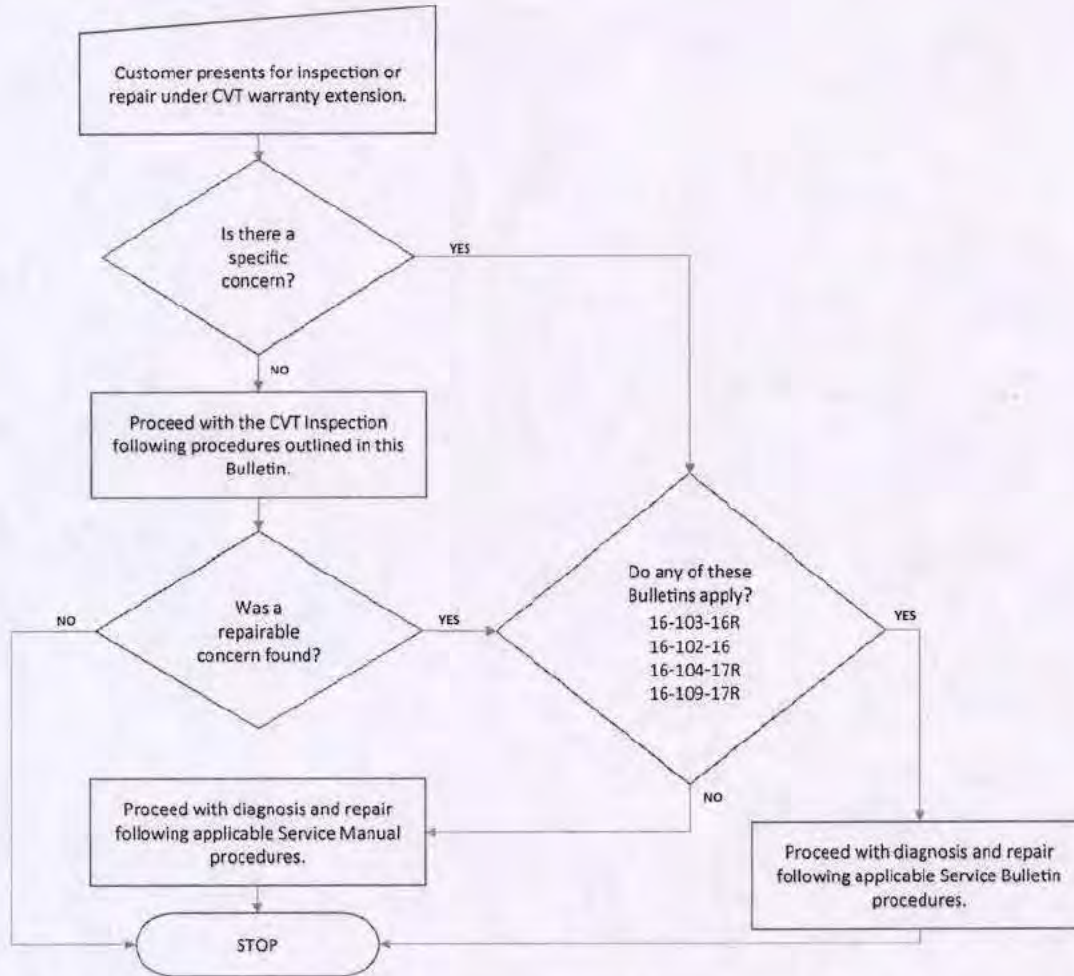 Customer presents for inspection or
repair under CVT warranty extension.
Is there a
specific
concern?
YES
NO
Proceed with the CVT Inspection
following procedures outlined in this
Bulletin.
Was a
repairable
concern found?
NO
YES
Do any of these
Bulletins apply?
16-103-16R
16-102-16
16-104-17R
16-109-17R
YES
NO
Proceed with diagnosis and repair
following applicable Service Manual
procedures.
Proceed with diagnosis and repair
following applicable Service Bulletin
procedures.
STOP